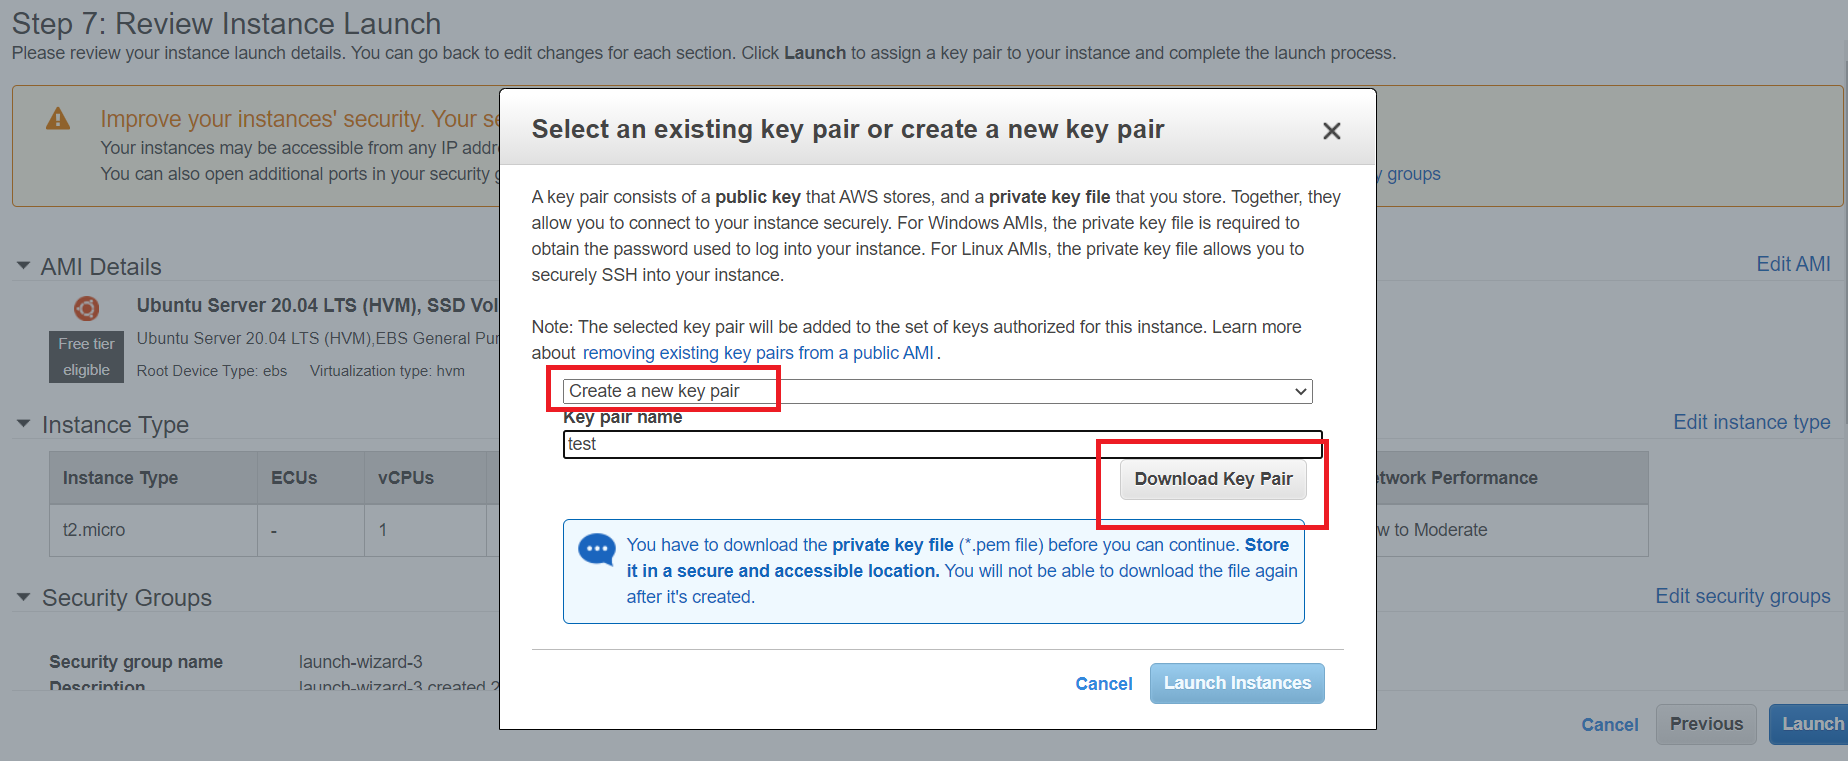 Step 7: Review Instance Launch
Please review your instance launch details. You can go back to edit changes for each section. Click Launch to assign a key pair to your instance and complete the launch process.
Improve your instances' security. Your se
Your instances may be accessible from any IP addr
You can also open additional ports in your security g
y groups
Select an existing key pair or create a new key pair
A key pair consists of a public key that AWS stores, and a private key file that you store. Together, they
allow you to connect to your instance securely. For Windows AMIs, the private key file is required to
obtain the password used to log into your instance. For Linux AMIs, the private key file allows you to
securely SSH into your instance.
Note: The selected key pair will be added to the set of keys authorized for this instance. Learn more
about removing existing key pairs from a public AMI .
Create a new key pair
Key pair name
test
Download Key Pair
You have to download the private key file (*.pem file) before you can continue. Store
it in a secure and accessible location. You will not be able to download the file again
after it's created.
Cancel Launch Instances
AMI Details
Edit AMI
Ubuntu Server 20.04 LTS (HVM), SSD Vol
Free tier
eligible
Ubuntu Server 20.04 LTS (HVM),EBS General Pur
Root Device Type: ebs Virtualization type: hvm
Instance Type
Edit instance type
Instance Type ECUs vCPUs twork Performance
t2.micro - 1 w to Moderate
Security Groups
Edit security groups
Security group name launch-wizard-3
Description launch-wizard-3 created 2
Cancel Previous Launch